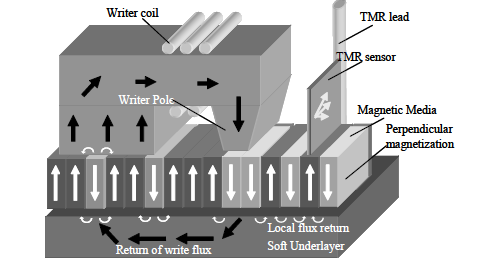 Writer coil
TMR lead
TMR sensor
Writer Pole
Magnetic Media
Perpendicular
magnetization
Local flux return
Return of write flux
Soft Underlayer